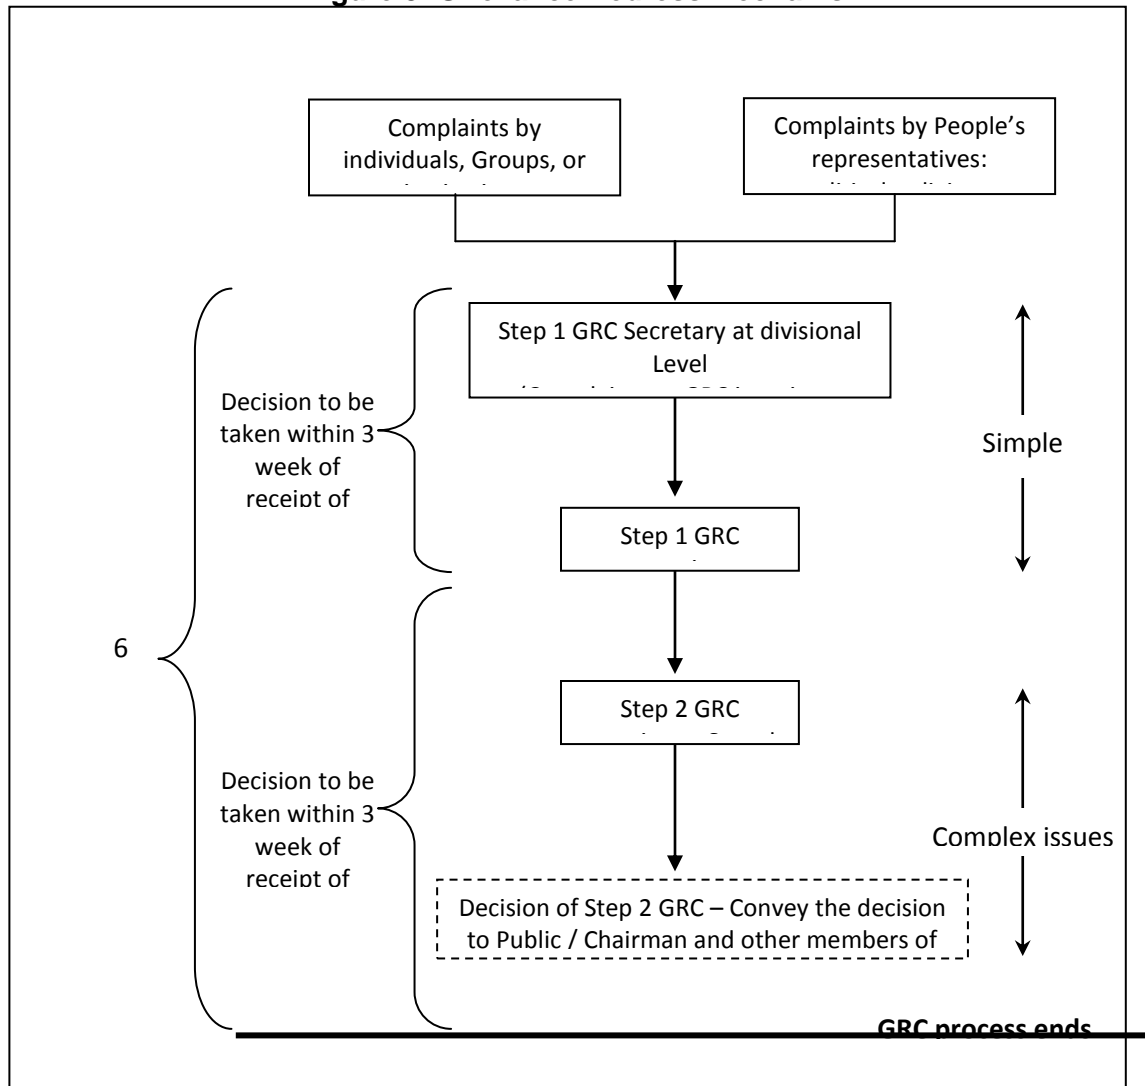 Complaints by
individuals, Groups, or
Complaints by People's
representatives:
Step 1 GRC Secretary at divisional
Level
Decision to be
taken within 3
week of
receipt of
Simple
Step 1 GRC
6
Step 2 GRC
Decision to be
taken within 3
week of
receipt of
Complex issues
Decision of Step 2 GRC – Convey the decision
to Public / Chairman and other members of
GRC process ends